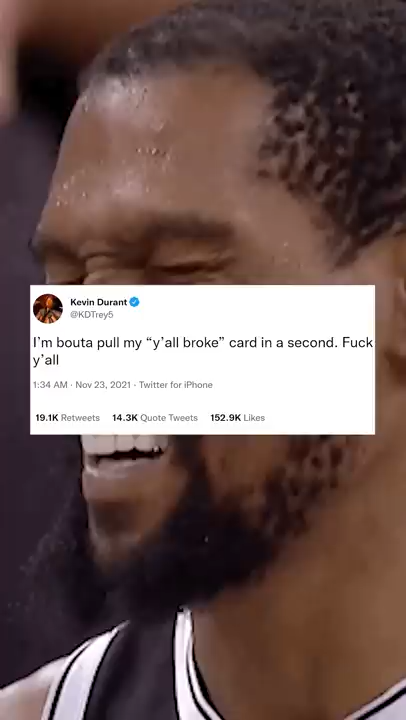 Kevin Durant
@KDTrey5
I’m bouta pull my “y’all broke” card in a second. Fuck
y’all
1:34 AM · Nov 23, 2021 · Twitter for iPhone
19.1K Retweets 14.3K Quote Tweets 152.9K Likes